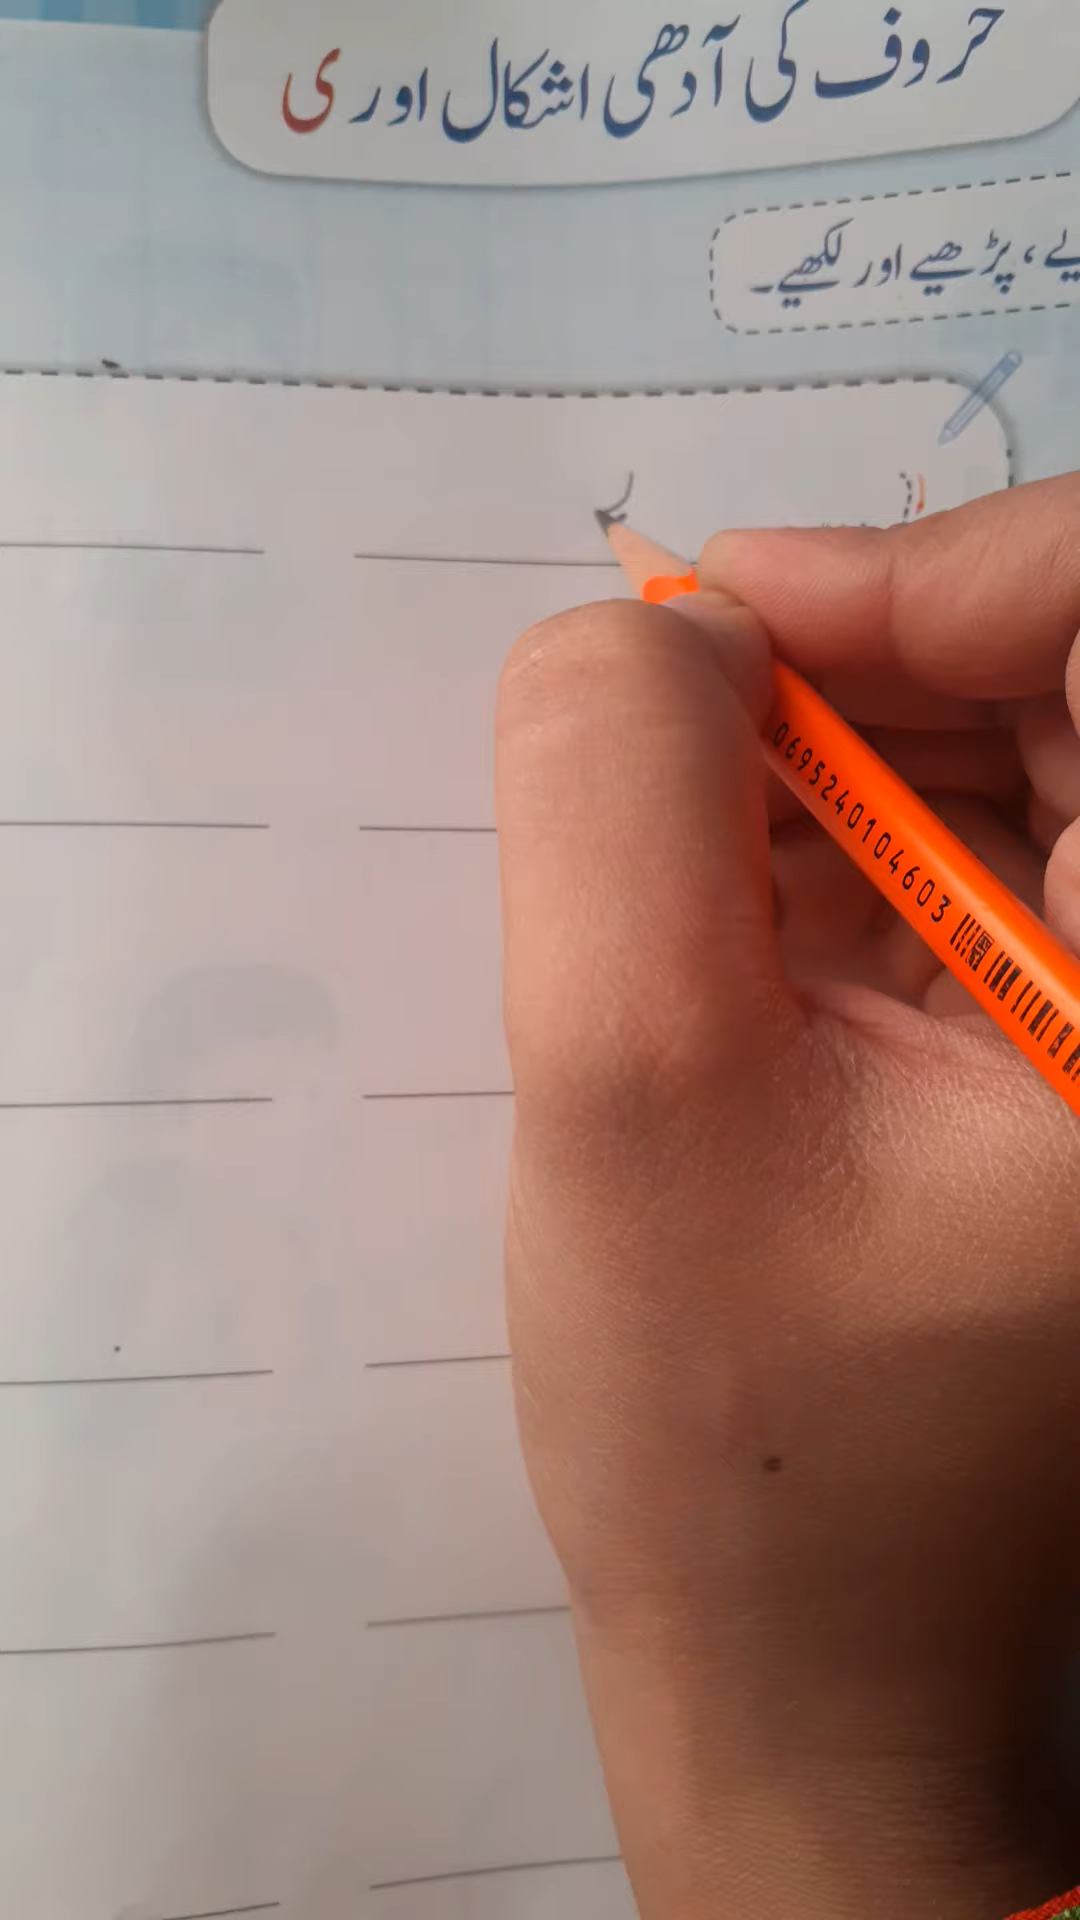 حروف کی آدھی اشکال اور ی
پڑھیے اور لکھیے۔
0695240104603